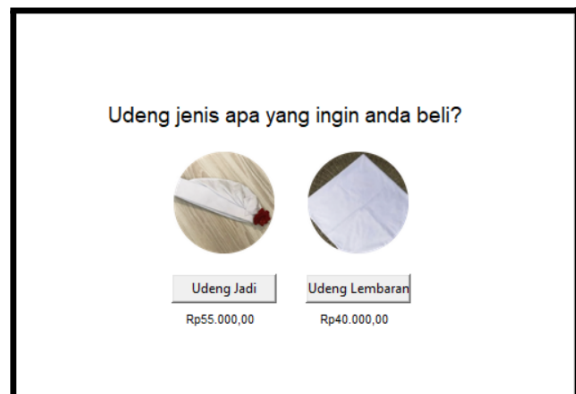 Udeng jenis apa yang ingin anda beli?
Udeng Jadi
Udeng Lembaran
Rp55.000,00
Rp40.000,00